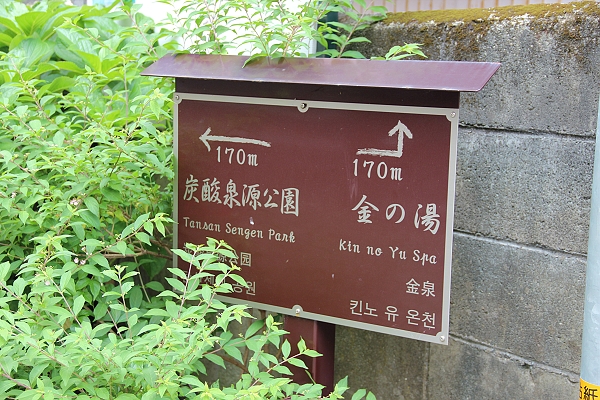 170m
炭酸泉源公園
Tansan Sengen Park
170m
金の湯
Kin no Yu Spa
金泉
킨노 유 온천